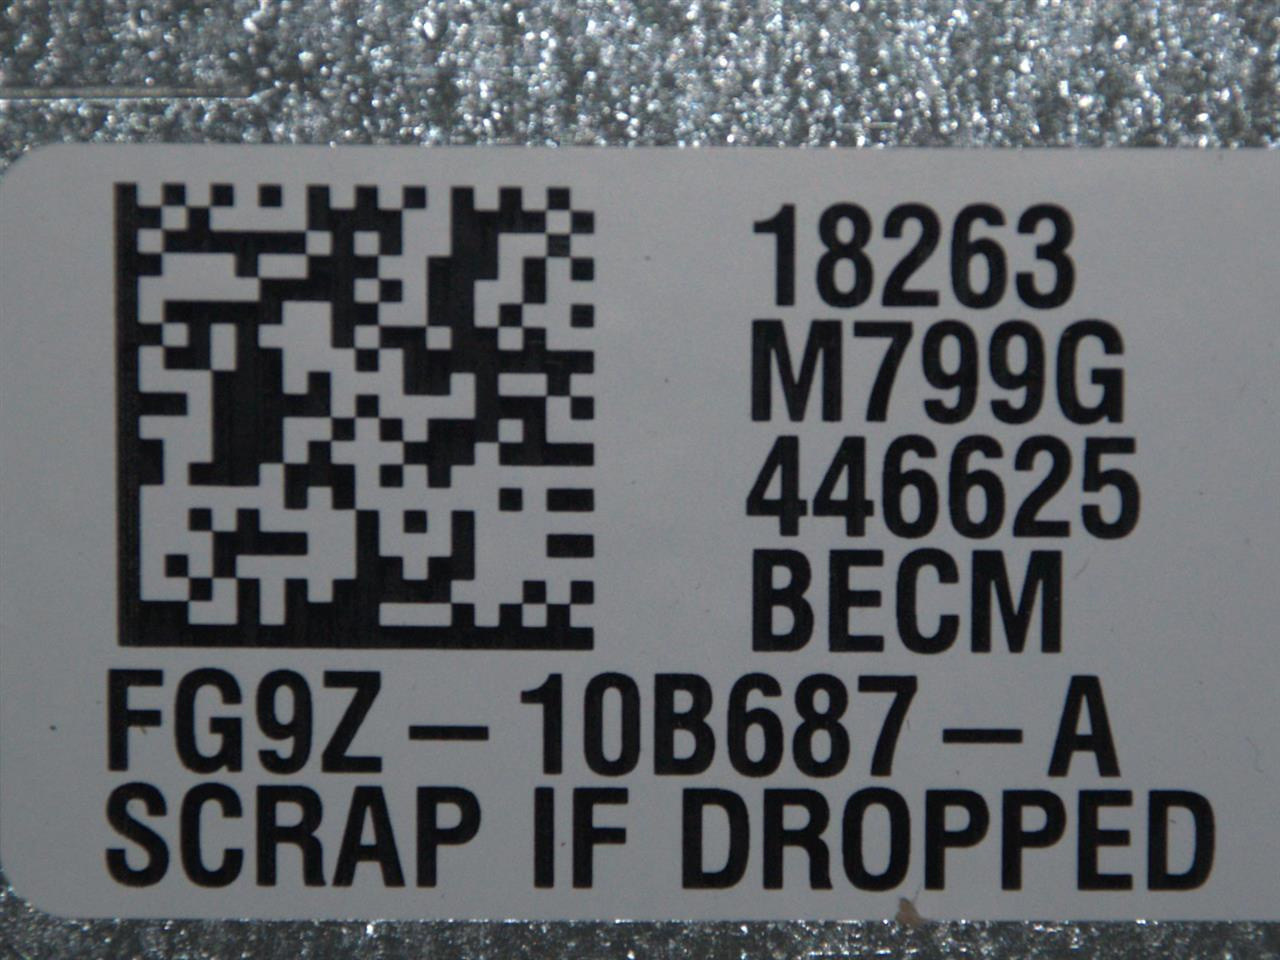 18263
M799G
446625
BECM
FG9Z-10B687-A
SCRAP IF DROPPED